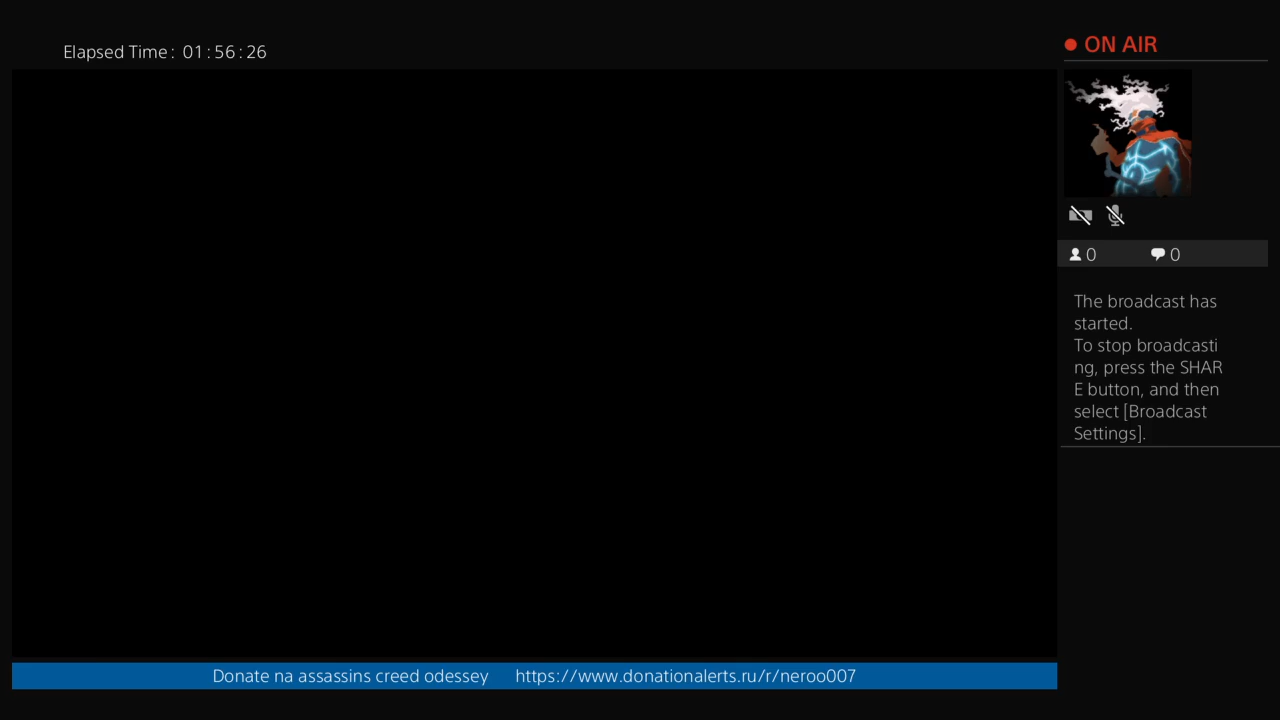 Elapsed Time: 01:56:26
ON AIR
0 0
The broadcast has
started.
To stop broadcasti
ng, press the SHAR
E button, and then
select [Broadcast
Settings].
Donate na assassins creed odessey https://www.donationalerts.ru/r/neroo007